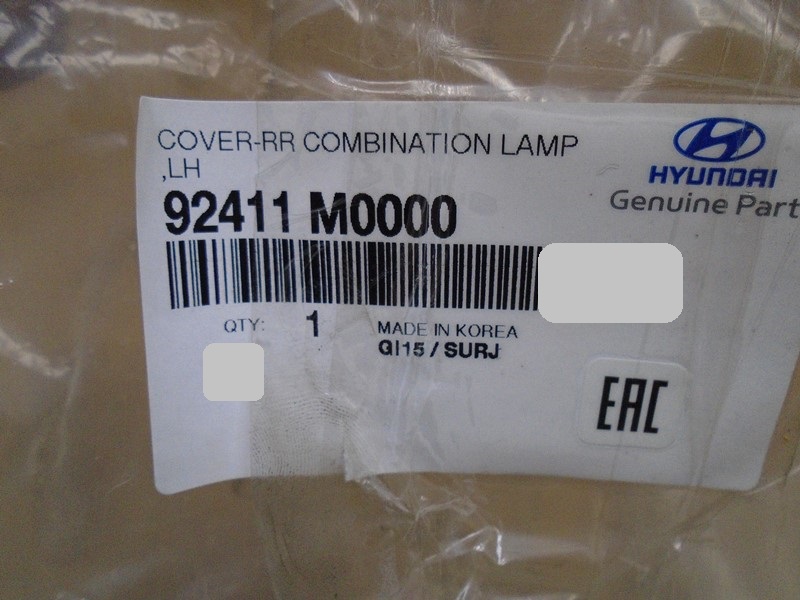 COVER-RR COMBINATION LAMP
,LH
92411 M0000
HYUNDAI
Genuine Part
QTY: 1
MADE IN KOREA
GI15 / SURJ
EAC